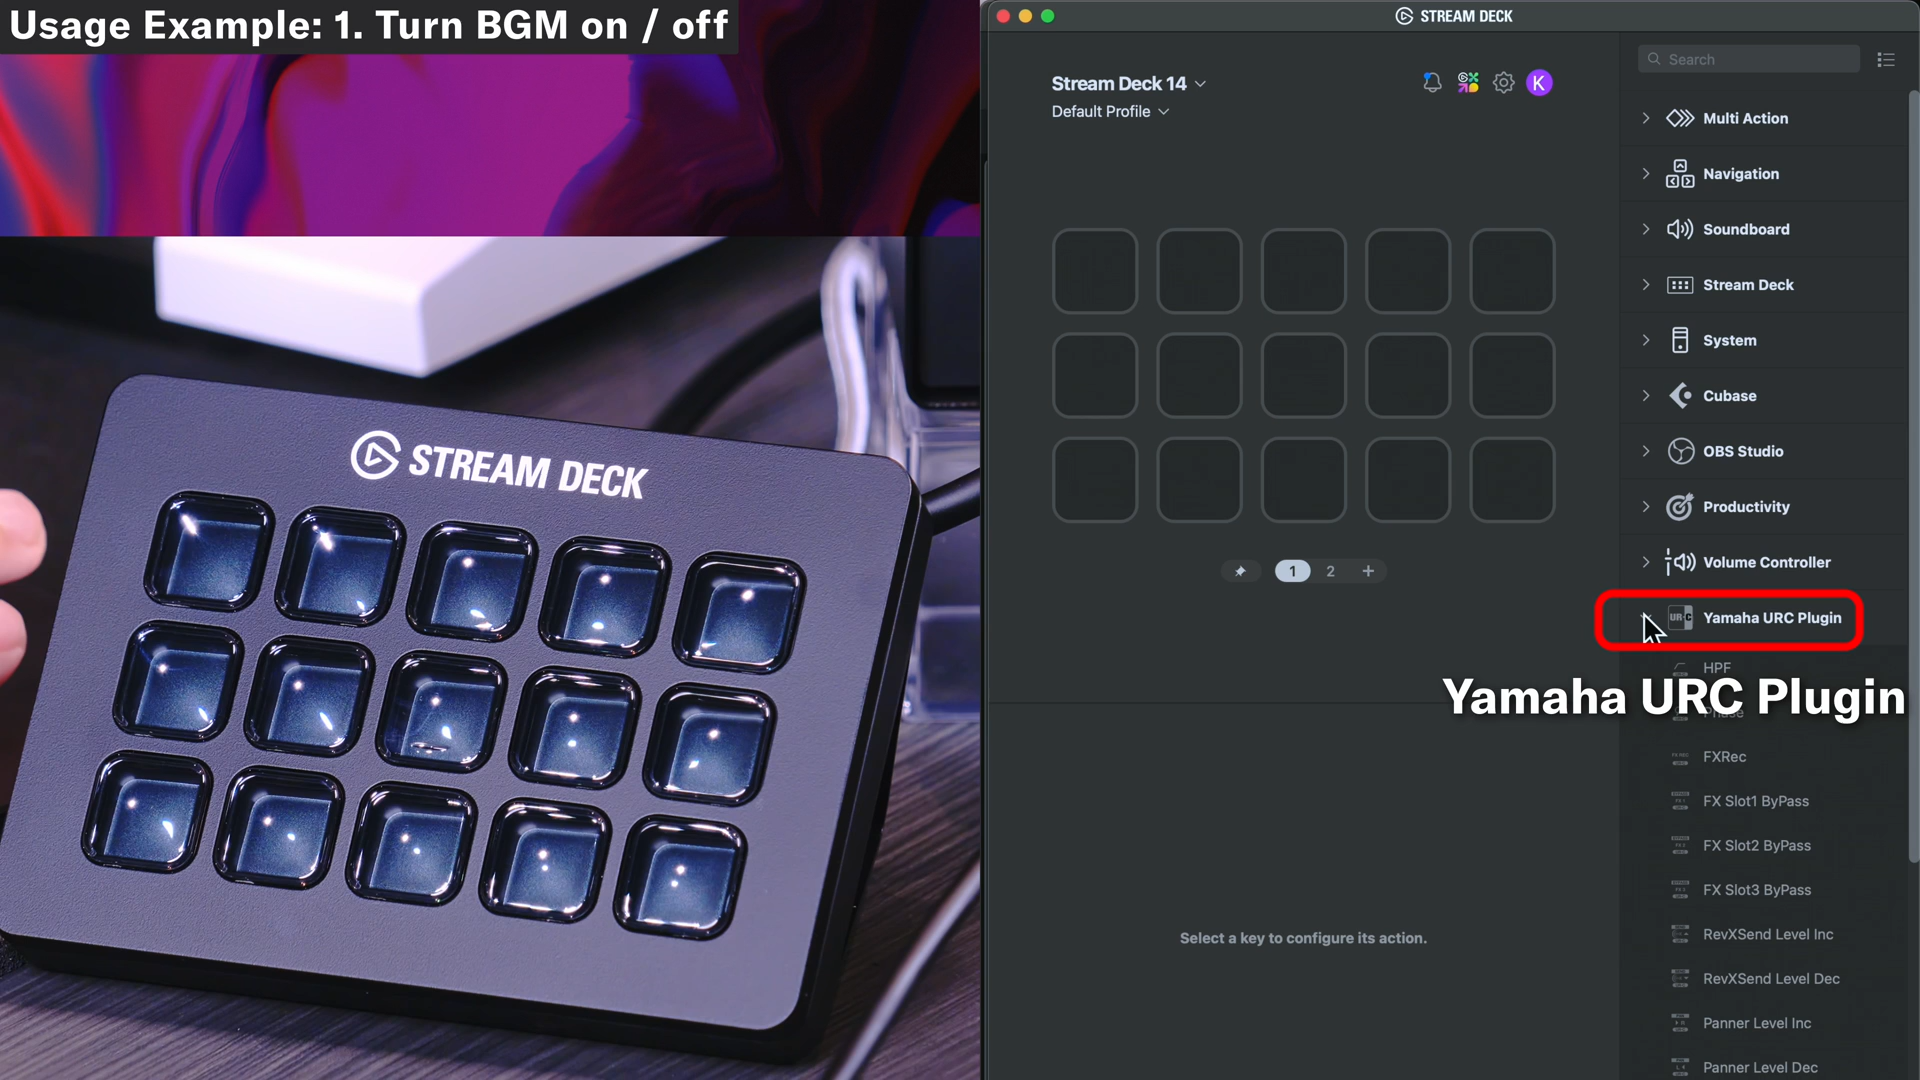 Usage Example: 1. Turn BGM on / off
STREAM DECK
STREAM DECK
Search
Stream Deck 14
Default Profile
K
Multi Action
Navigation
Soundboard
Stream Deck
System
Cubase
OBS Studio
Productivity
Volume Controller
1 2 +
UR-C Yamaha URC Plugin
HPF
Yamaha URC Plugin
Phase
FXRec
FX Slot1 ByPass
FX Slot2 ByPass
FX Slot3 ByPass
RevXSend Level Inc
Select a key to configure its action.
RevXSend Level Dec
Panner Level Inc
Panner Level Dec